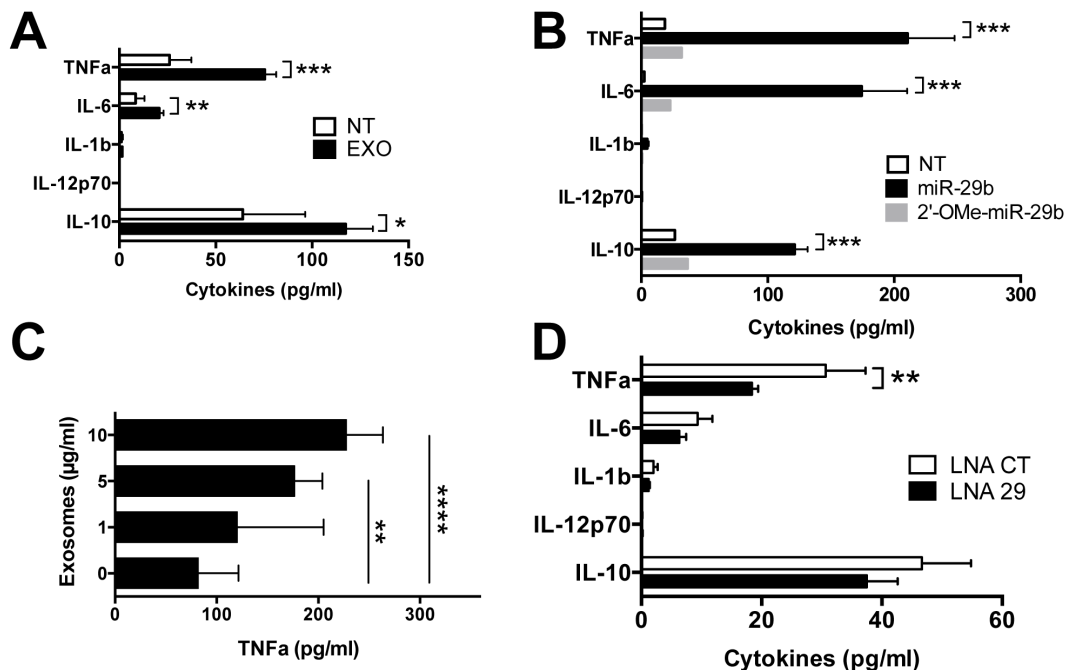 A
TNFa
***
IL-6
**
IL-1b
IL-12p70
IL-10
*
NT
EXO
0 50 100 150
Cytokines (pg/ml)
B
TNFa
***
IL-6
***
IL-1b
IL-12p70
IL-10
***
NT
miR-29b
2'-OMe-miR-29b
0 100 200 300
Cytokines (pg/ml)
C
Exosomes (µg/ml)
10
5
1
0
**
****
0 100 200 300
TNFa (pg/ml)
D
TNFa
**
IL-6
IL-1b
IL-12p70
IL-10
LNA CT
LNA 29
0 20 40 60
Cytokines (pg/ml)